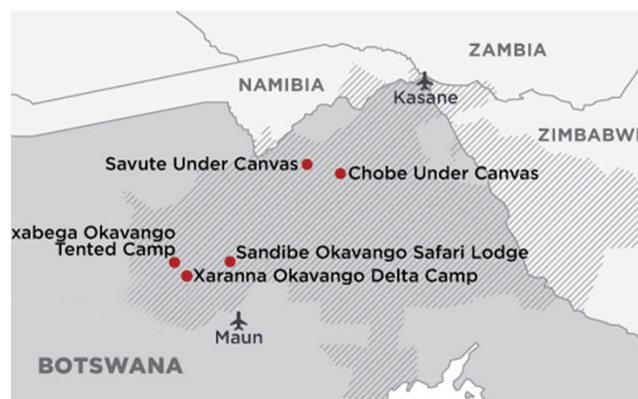 ZAMBIA
NAMIBIA
Kasane
ZIMBABW
Savute Under Canvas
Chobe Under Canvas
xabega Okavango
Tented Camp
Sandibe Okavango Safari Lodge
Xaranna Okavango Delta Camp
Maun
BOTSWANA